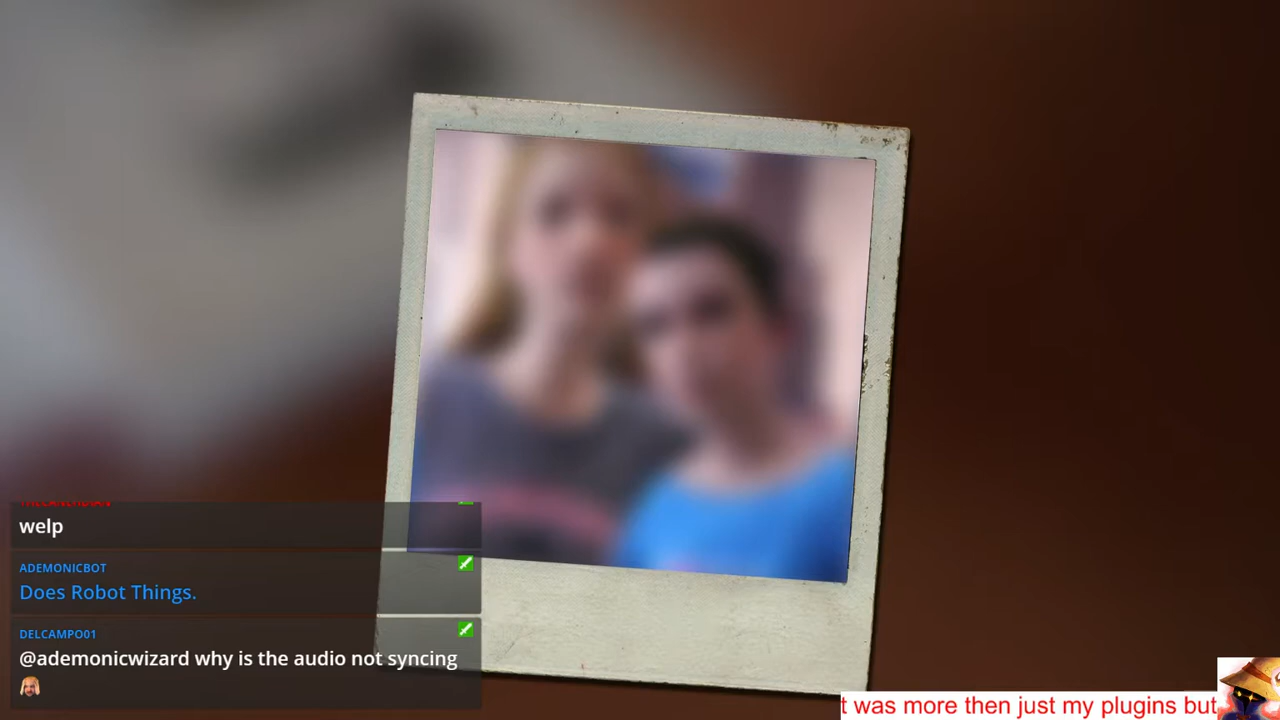 welp
ADEMONICBOT
Does Robot Things.
DELCAMPO01
@ademonicwizard why is the audio not syncing
t was more then just my plugins but